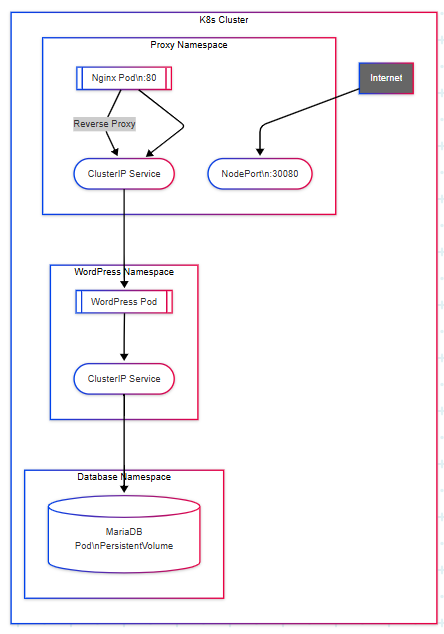 K8s Cluster
Proxy Namespace
Nginx Pod\n:80
Internet
Reverse Proxy
ClusterIP Service
NodePort\n:30080
WordPress Namespace
WordPress Pod
ClusterIP Service
Database Namespace
MariaDB
Pod\nPersistentVolume